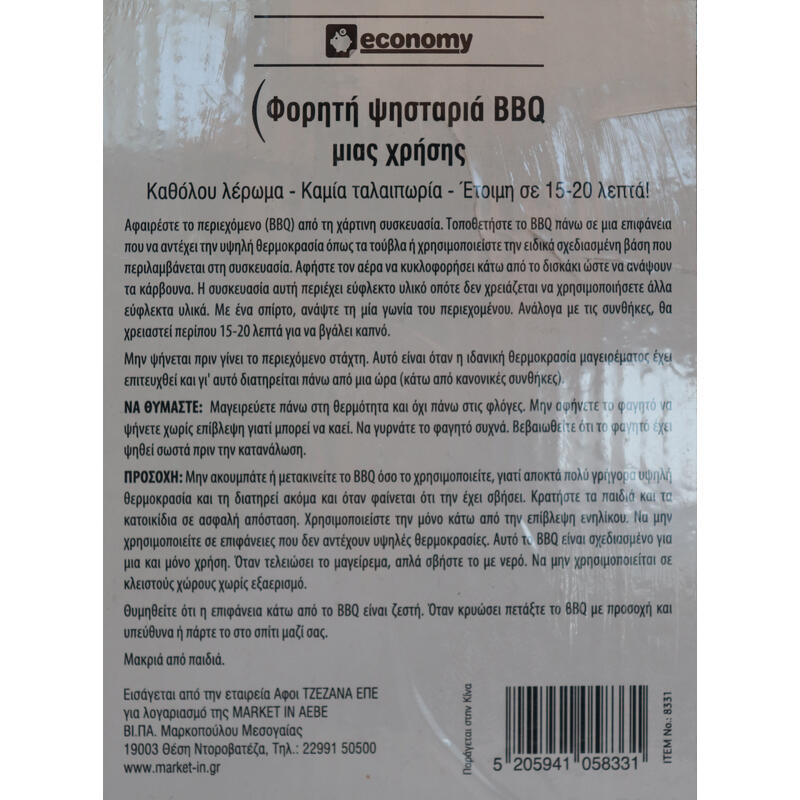 economy
Φορητή ψησταριά BBQ
μιας χρήσης
Καθόλου λέρωμα - Καμία ταλαιπωρία - Έτοιμη σε 15-20 λεπτά!
Αφαιρέστε το περιεχόμενο (BBQ) από τη χάρτινη συσκευασία. Τοποθετήστε το BBQ πάνω σε μια επιφάνεια
που να αντέχει την υψηλή θερμοκρασία όπως τα τούβλα ή χρησιμοποιείστε την ειδικά σχεδιασμένη βάση που
περιλαμβάνεται στη συσκευασία. Αφήστε τον αέρα να κυκλοφορήσει κάτω από το δισκάκι ώστε να ανάψουν
τα κάρβουνα. Η συσκευασία αυτή περιέχει εύφλεκτο υλικό οπότε δεν χρειάζεται να χρησιμοποιήσετε άλλα
εύφλεκτα υλικά. Με ένα σπίρτο, ανάψτε τη μία γωνία του περιεχομένου. Ανάλογα με τις συνθήκες, θα
χρειαστεί περίπου 15-20 λεπτά για να βγάλει καπνό.
Μην ψήνεται πριν γίνει το περιεχόμενο στάχτη. Αυτό είναι όταν η ιδανική θερμοκρασία μαγειρέματος έχει
επιτευχθεί και γι' αυτό διατηρείται πάνω από μια ώρα (κάτω από κανονικές συνθήκες).
ΝΑ ΘΥΜΑΣΤΕ: Μαγειρεύετε πάνω στη θερμότητα και όχι πάνω στις φλόγες. Μην αφήνετε το φαγητό να
ψήνετε χωρίς επίβλεψη γιατί μπορεί να καεί. Να γυρνάτε το φαγητό συχνά. Βεβαιωθείτε ότι το φαγητό έχει
ψηθεί σωστά πριν την κατανάλωση.
ΠΡΟΣΟΧΗ: Μην ακουμπάτε ή μετακινείτε το BBQ όσο το χρησιμοποιείτε, γιατί αποκτά πολύ γρήγορα υψηλή
θερμοκρασία και τη διατηρεί ακόμα και όταν φαίνεται ότι την έχει σβήσει. Κρατήστε τα παιδιά και τα
κατοικίδια σε ασφαλή απόσταση. Χρησιμοποιείστε την μόνο κάτω από την επίβλεψη ενηλίκου. Να μην
χρησιμοποιείτε σε επιφάνειες που δεν αντέχουν υψηλές θερμοκρασίες. Αυτό το BBQ είναι σχεδιασμένο για
μια και μόνο χρήση. Όταν τελειώσει το μαγείρεμα, απλά σβήστε το με νερό. Να μην χρησιμοποιείται σε
κλειστούς χώρους χωρίς εξαερισμό.
Θυμηθείτε ότι η επιφάνεια κάτω από το BBQ είναι ζεστή. Όταν κρυώσει πετάξτε το BBQ με προσοχή και
υπεύθυνα ή πάρτε το στο σπίτι μαζί σας.
Μακριά από παιδιά.
Εισάγεται από την εταιρεία Αφοι ΤΖΕΖΑΝΑ ΕΠΕ
για λογαριασμό της MARKET IN ΑΕΒΕ
ΒΙ.ΠΑ. Μαρκοπούλου Μεσογαίας
19003 Θέση Ντοροβατέζα, Τηλ.: 22991 50500
www.market-in.gr
Παράγεται στην Κίνα
5 205941 058331
ITEM No.: 8331